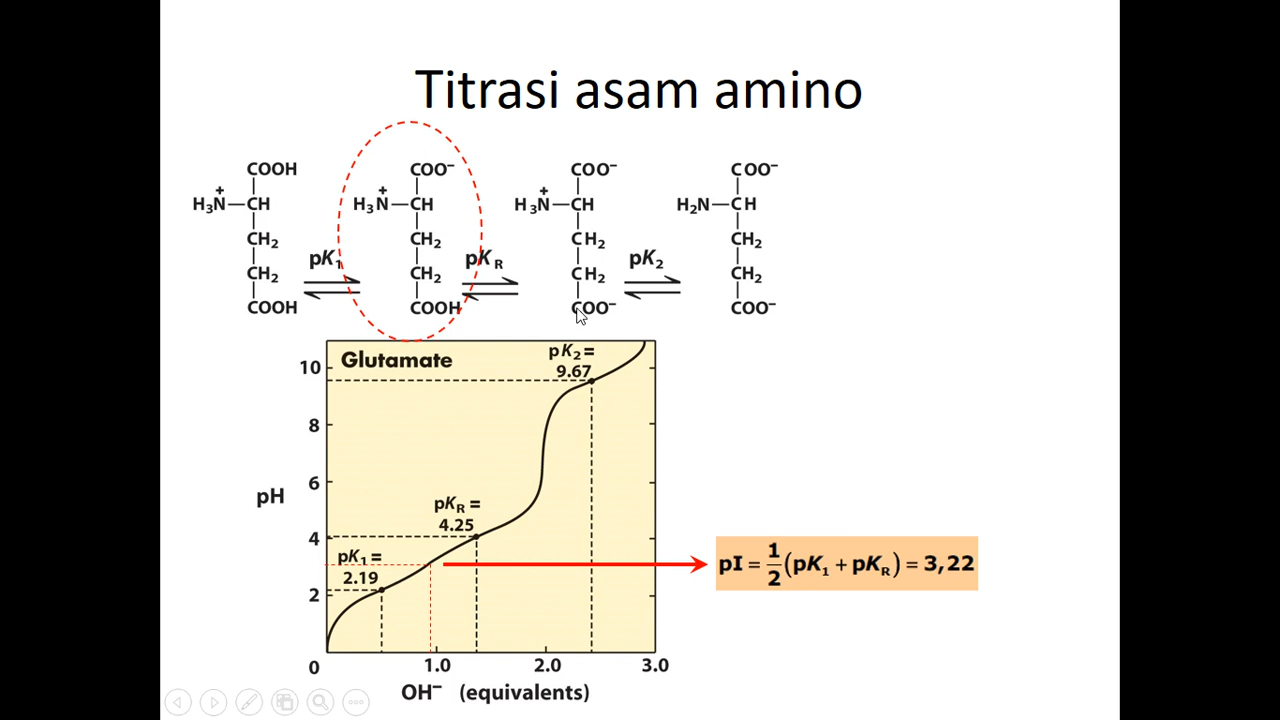 Titrasi asam amino
COOH COO⁻ COO⁻ COO⁻
+ + +
H₃N—CH H₃N—CH H₃N—CH H₂N—CH
CH₂ CH₂ CH₂ CH₂
pK₁ pK_R pK₂
CH₂ CH₂ CH₂ CH₂
COOH COOH COO⁻ COO⁻
Glutamate
pK₂ =
9.67
10
8
6
pH
pK_R =
4.25
4
pK₁ =
2.19
2
0
1.0 2.0 3.0
OH⁻ (equivalents)
pI = 1/2 (pK₁ + pK_R) = 3,22